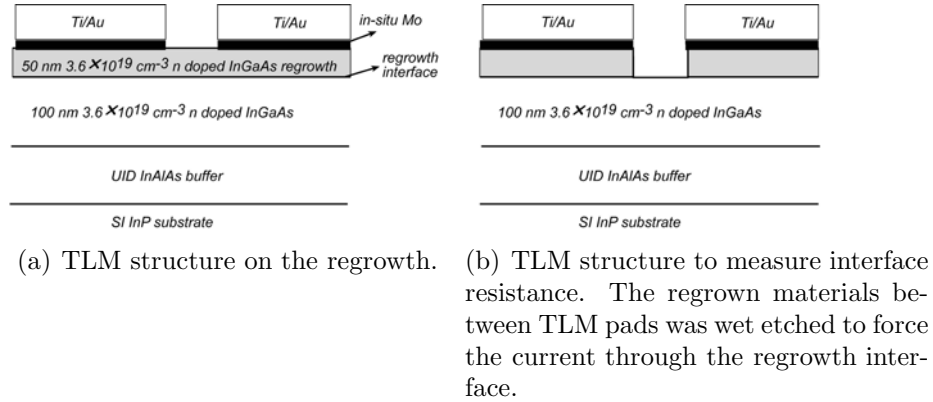 Ti/Au Ti/Au in-situ Mo
50 nm 3.6×10¹⁹ cm⁻³ n doped InGaAs regrowth
regrowth
interface
100 nm 3.6×10¹⁹ cm⁻³ n doped InGaAs
UID InAlAs buffer
SI InP substrate
(a) TLM structure on the regrowth.
Ti/Au Ti/Au
100 nm 3.6×10¹⁹ cm⁻³ n doped InGaAs
UID InAlAs buffer
SI InP substrate
(b) TLM structure to measure interface
resistance. The regrown materials be-
tween TLM pads was wet etched to force
the current through the regrowth inter-
face.